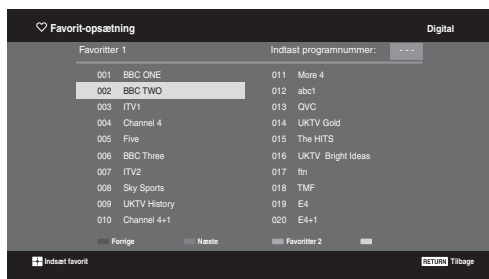 ♡ Favorit-opsætning Digital
Favoritter 1 Indtast programnummer: - - -
001 BBC ONE
002 BBC TWO
003 ITV1
004 Channel 4
005 Five
006 BBC Three
007 ITV2
008 Sky Sports
009 UKTV History
010 Channel 4+1
011 More 4
012 abc1
013 QVC
014 UKTV Gold
015 The HITS
016 UKTV Bright Ideas
017 ftn
018 TMF
019 E4
020 E4+1
Forrige Næste Favoritter 2
Indsæt favorit RETURN Tilbage